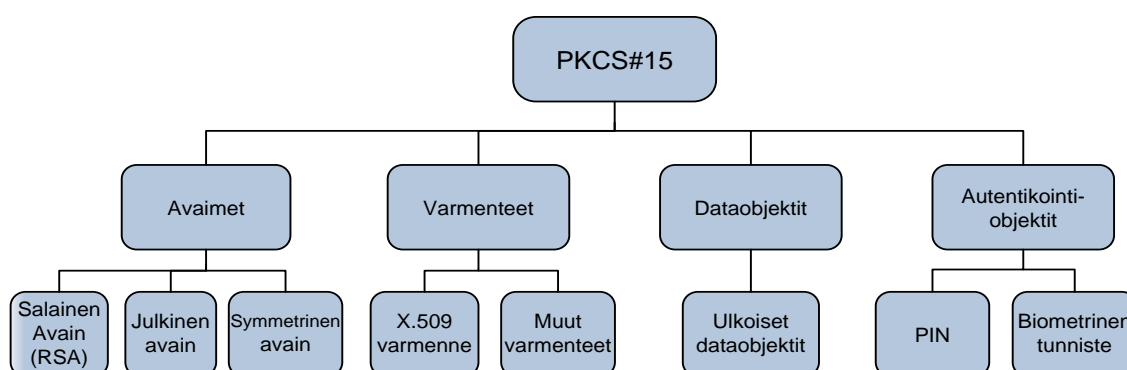 PKCS#15
Avaimet
Varmenteet
Dataobjektit
Autentikointi-
objektit
Salainen
Avain
(RSA)
Julkinen
avain
Symmetrinen
avain
X.509
varmenne
Muut
varmenteet
Ulkoiset
dataobjektit
PIN
Biometrinen
tunniste